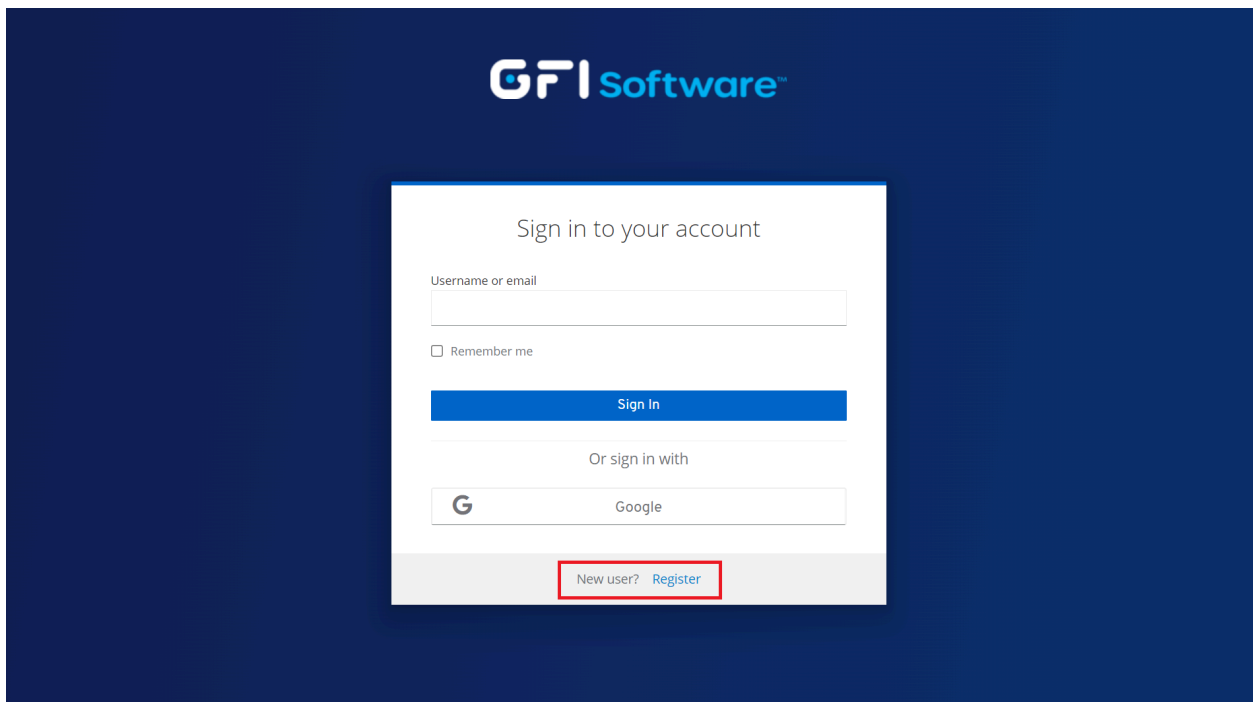 GFI Software™
Sign in to your account
Username or email
Remember me
Sign In
Or sign in with
G Google
New user? Register